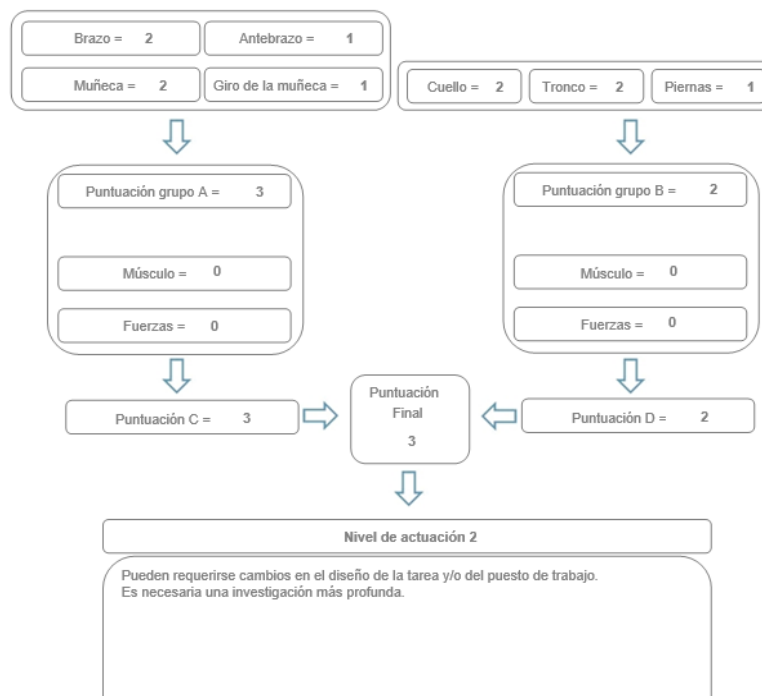 Brazo = 2
Antebrazo = 1
Muñeca = 2
Giro de la muñeca = 1
Cuello = 2
Tronco = 2
Piernas = 1
Puntuación grupo A = 3
Músculo = 0
Fuerzas = 0
Puntuación grupo B = 2
Músculo = 0
Fuerzas = 0
Puntuación C = 3
Puntuación
Final
3
Puntuación D = 2
Nivel de actuación 2
Pueden requerirse cambios en el diseño de la tarea y/o del puesto de trabajo.
Es necesaria una investigación más profunda.